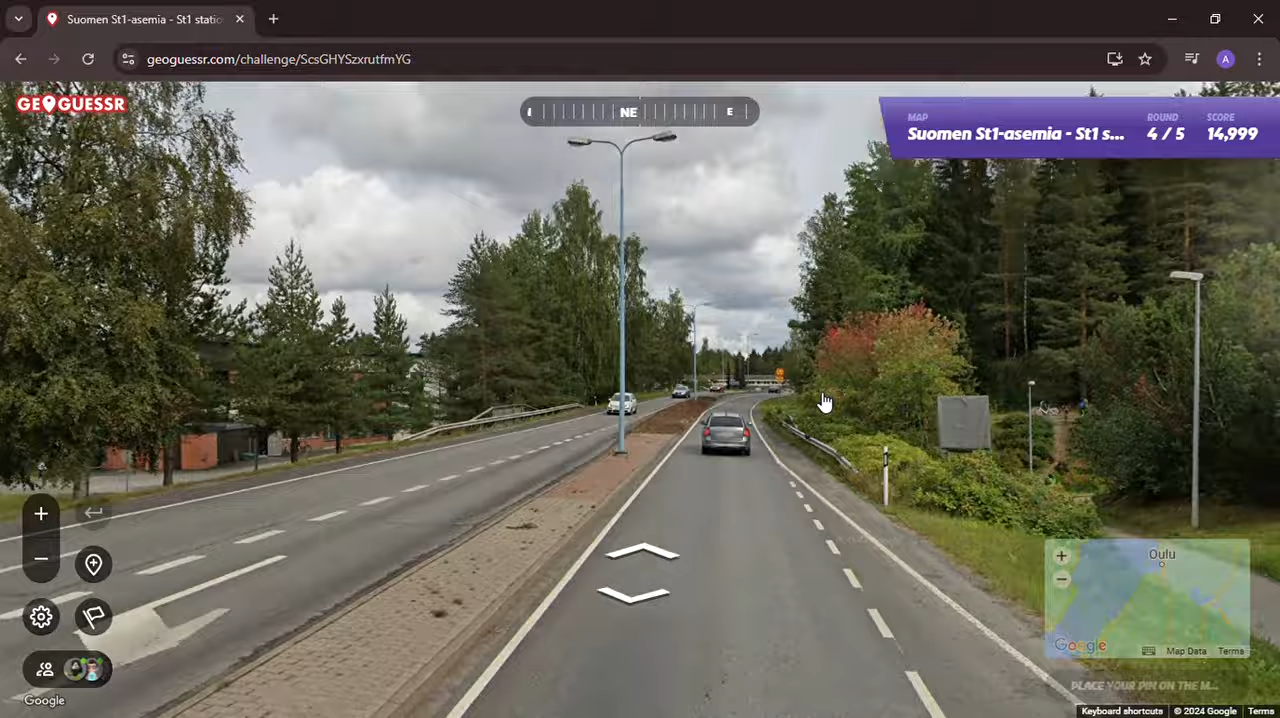 Suomen St1-asemia - St1 statio
geoguessr.com/challenge/ScsGHYSzxrutfmYG
A
GEOGUESSR
NE
E
MAP
ROUND
SCORE
Suomen St1-asemia - St1 s...
4 / 5
14,999
Oulu
Google
Map Data
Terms
PLACE YOUR PIN ON THE M...
Google
Keyboard shortcuts
© 2024 Google
Terms